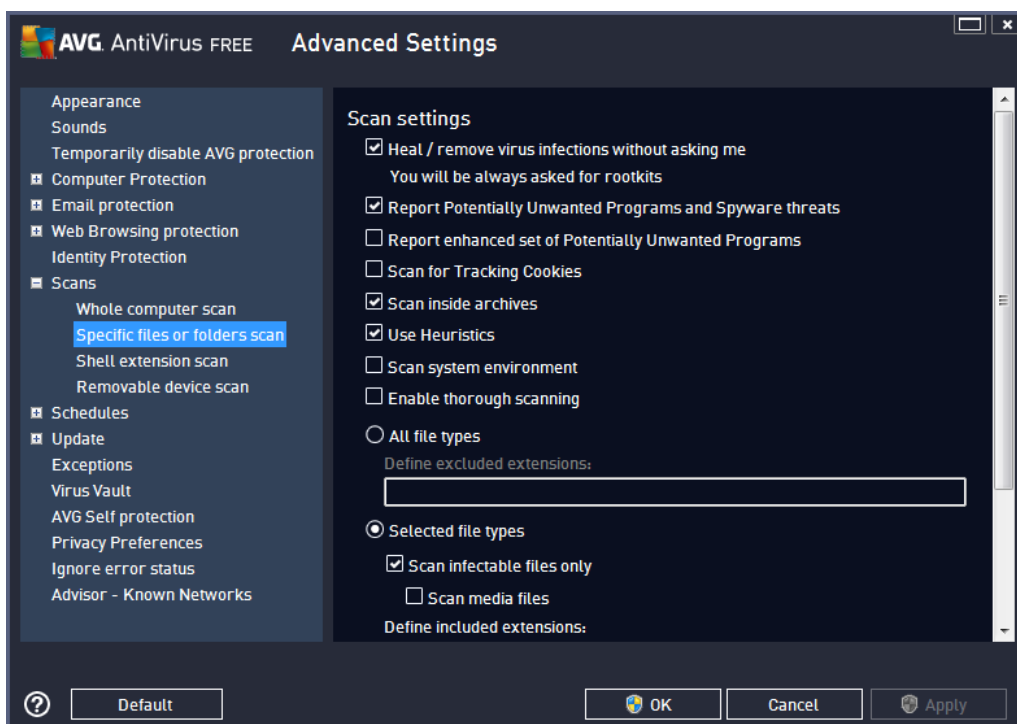 AVG. AntiVirus FREE Advanced Settings
Appearance
Sounds
Temporarily disable AVG protection
Computer Protection
Email protection
Web Browsing protection
Identity Protection
Scans
Whole computer scan
Specific files or folders scan
Shell extension scan
Removable device scan
Schedules
Update
Exceptions
Virus Vault
AVG Self protection
Privacy Preferences
Ignore error status
Advisor - Known Networks
Scan settings
Heal / remove virus infections without asking me
You will be always asked for rootkits
Report Potentially Unwanted Programs and Spyware threats
Report enhanced set of Potentially Unwanted Programs
Scan for Tracking Cookies
Scan inside archives
Use Heuristics
Scan system environment
Enable thorough scanning
All file types
Define excluded extensions:
Selected file types
Scan infectable files only
Scan media files
Define included extensions:
? Default OK Cancel Apply